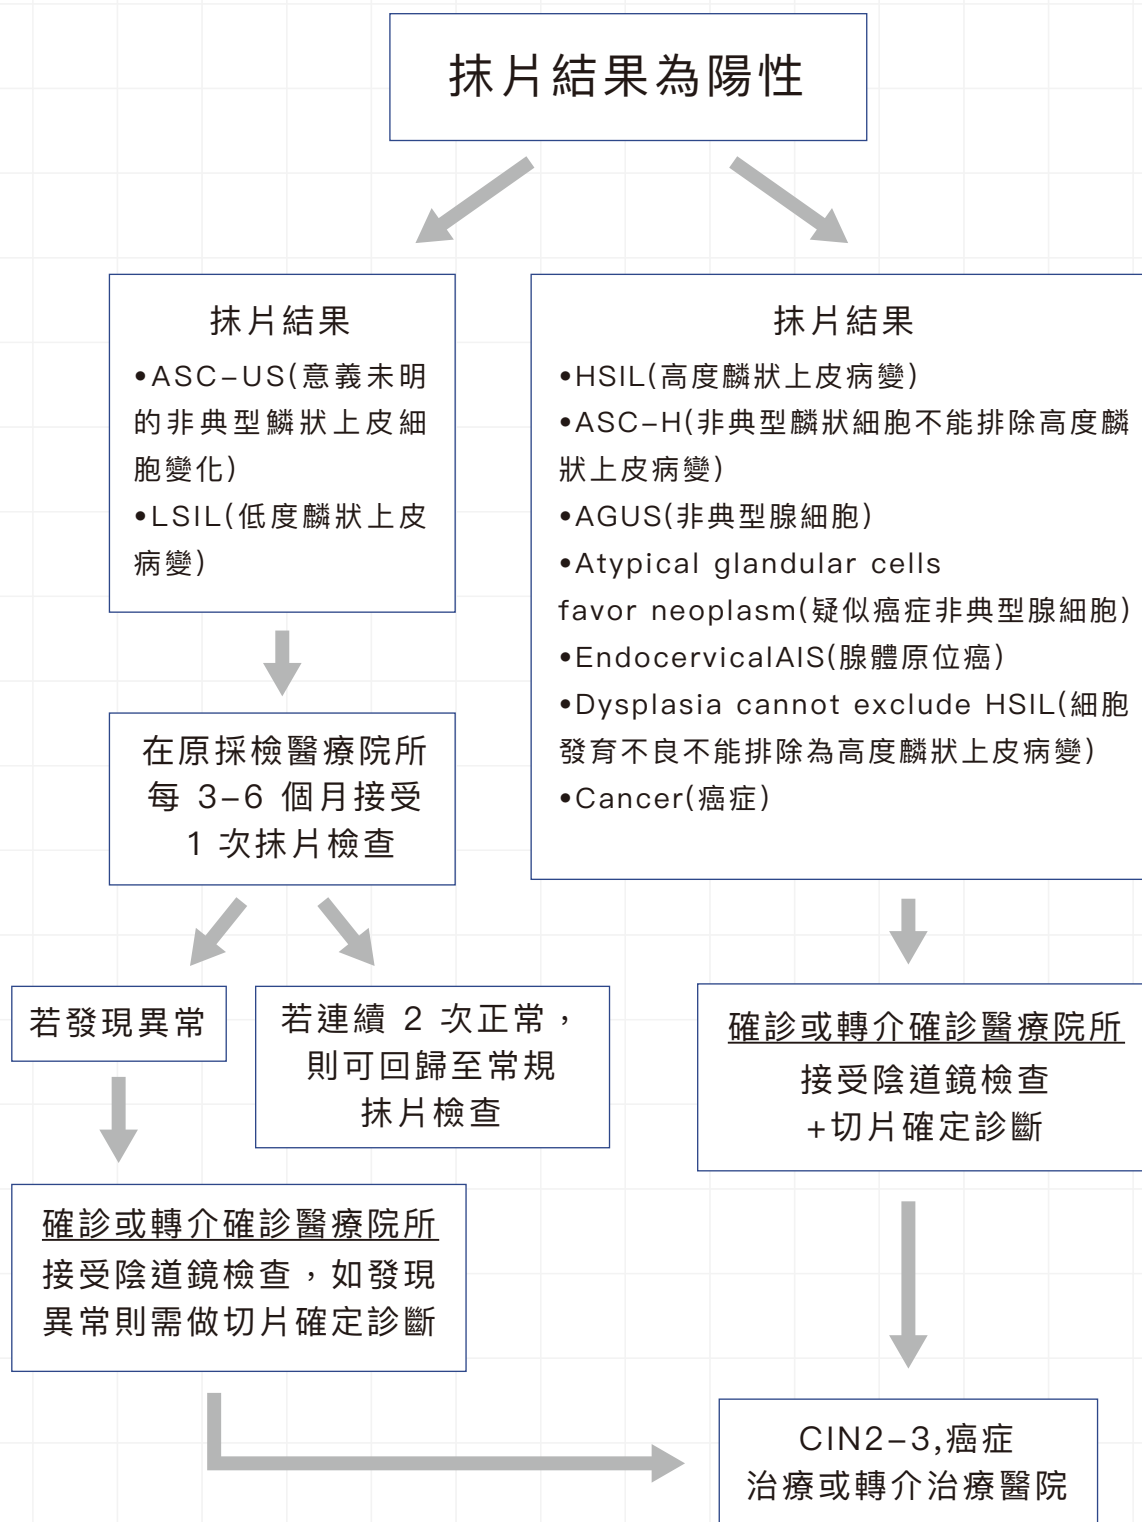 抹片結果為陽性
抹片結果
•ASC–US(意義未明
的非典型鱗狀上皮細
胞變化)
•LSIL(低度麟狀上皮
病變)
抹片結果
•HSIL(高度麟狀上皮病變)
•ASC–H(非典型麟狀細胞不能排除高度麟
狀上皮病變)
•AGUS(非典型腺細胞)
•Atypical glandular cells
favor neoplasm(疑似癌症非典型腺細胞)
•EndocervicalAIS(腺體原位癌)
•Dysplasia cannot exclude HSIL(細胞
發育不良不能排除為高度麟狀上皮病變)
•Cancer(癌症)
在原採檢醫療院所
每 3–6 個月接受
1 次抹片檢查
若發現異常
若連續 2 次正常，
則可回歸至常規
抹片檢查
確診或轉介確診醫療院所
接受陰道鏡檢查
+切片確定診斷
確診或轉介確診醫療院所
接受陰道鏡檢查，如發現
異常則需做切片確定診斷
CIN2–3,癌症
治療或轉介治療醫院